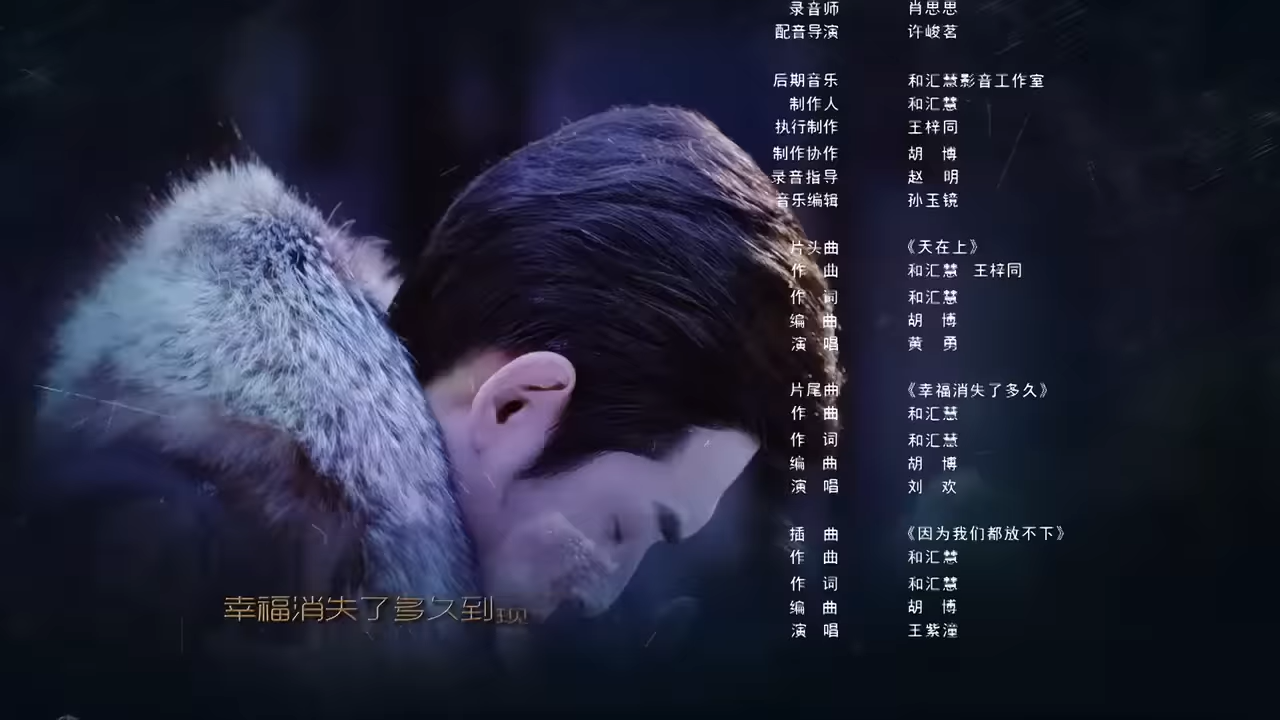 录音师 肖思思
配音导演 许峻茗
后期音乐 和汇慧影音工作室
制作人 和汇慧
执行制作 王梓同
制作协作 胡 博
录音指导 赵 明
音乐编辑 孙玉镜
片头曲 《天在上》
作 曲 和汇慧 王梓同
作 词 和汇慧
编 曲 胡 博
演 唱 黄 勇
片尾曲 《幸福消失了多久》
作 曲 和汇慧
作 词 和汇慧
编 曲 胡 博
演 唱 刘 欢
插 曲 《因为我们都放不下》
作 曲 和汇慧
作 词 和汇慧
编 曲 胡 博
演 唱 王紫潼
幸福消失了多久到现